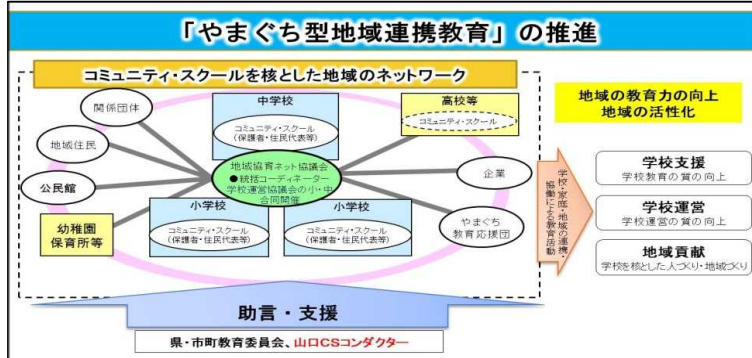 「やまぐち型地域連携教育」の推進
コミュニティ・スクールを核とした地域のネットワーク
関係団体
地域住民
公民館
幼稚園
保育所等
中学校
コミュニティ・スクール
(保護者・住民代表等)
高校等
コミュニティ・スクール
地域協育ネット協議会
●統括コーディネーター
学校運営協議会の小・中
合同開催
小学校
コミュニティ・スクール
(保護者・住民代表等)
小学校
コミュニティ・スクール
(保護者・住民代表等)
企業
やまぐち
教育応援団
学校・家庭・地域の連携・
協働による教育活動
地域の教育力の向上
地域の活性化
学校支援
学校教育の質の向上
学校運営
学校運営の質の向上
地域貢献
学校を核とした人づくり・地域づくり
助言・支援
県・市町教育委員会、山口CSコンダクター